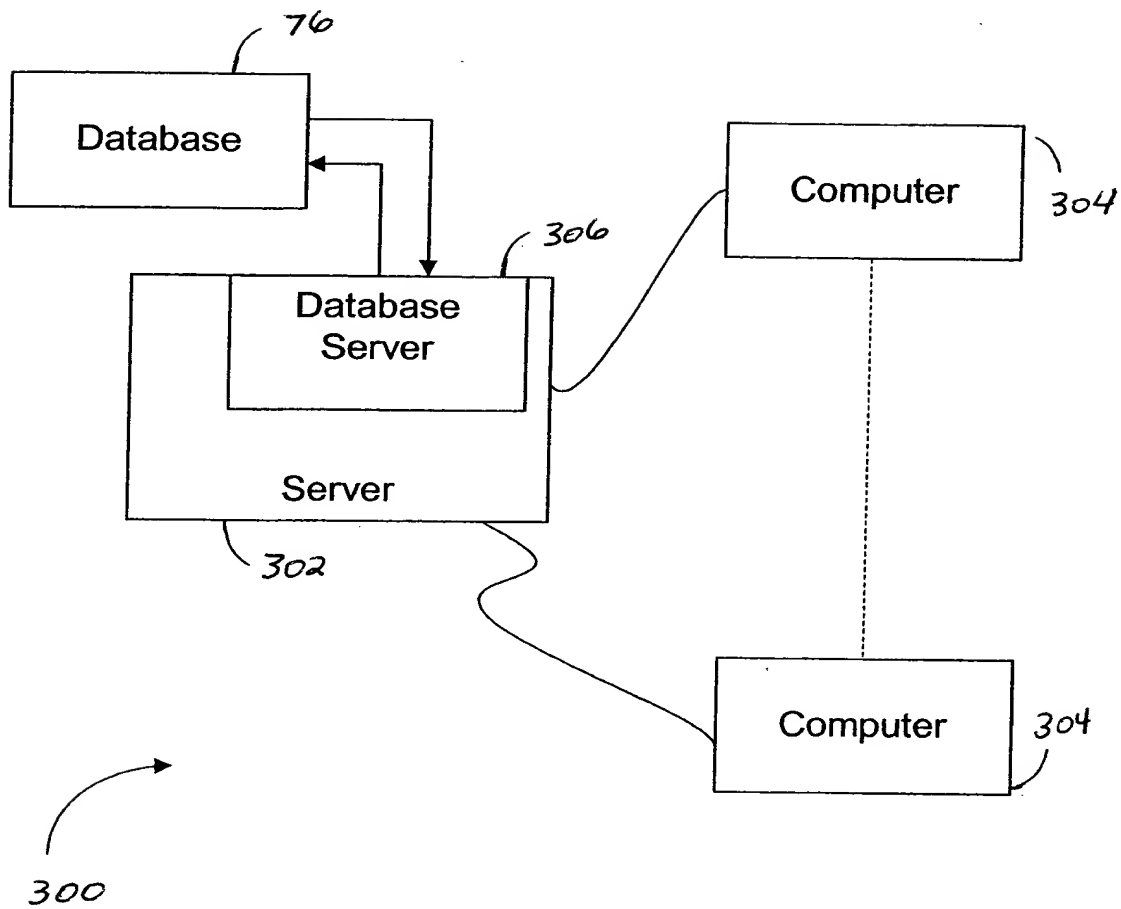 76
Database
Computer
304
306
Database
Server
Server
302
Computer
304
300